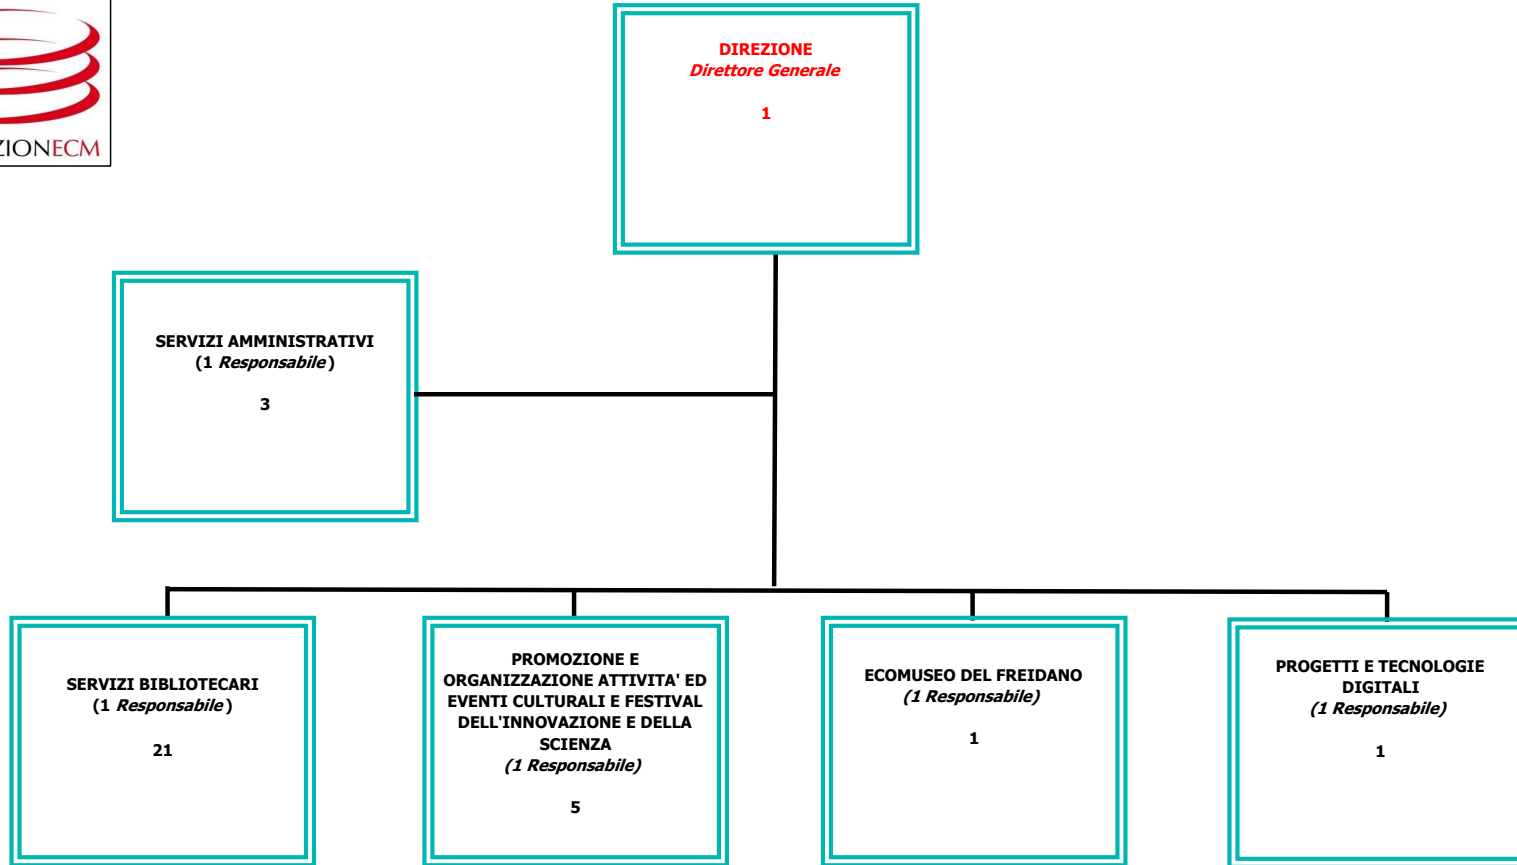 ZIONECM
DIREZIONE
Direttore Generale
1
SERVIZI AMMINISTRATIVI
(1 Responsabile)
3
SERVIZI BIBLIOTECARI
(1 Responsabile)
21
PROMOZIONE E
ORGANIZZAZIONE ATTIVITA' ED
EVENTI CULTURALI E FESTIVAL
DELL'INNOVAZIONE E DELLA
SCIENZA
(1 Responsabile)
5
ECOMUSEO DEL FREIDANO
(1 Responsabile)
1
PROGETTI E TECNOLOGIE
DIGITALI
(1 Responsabile)
1